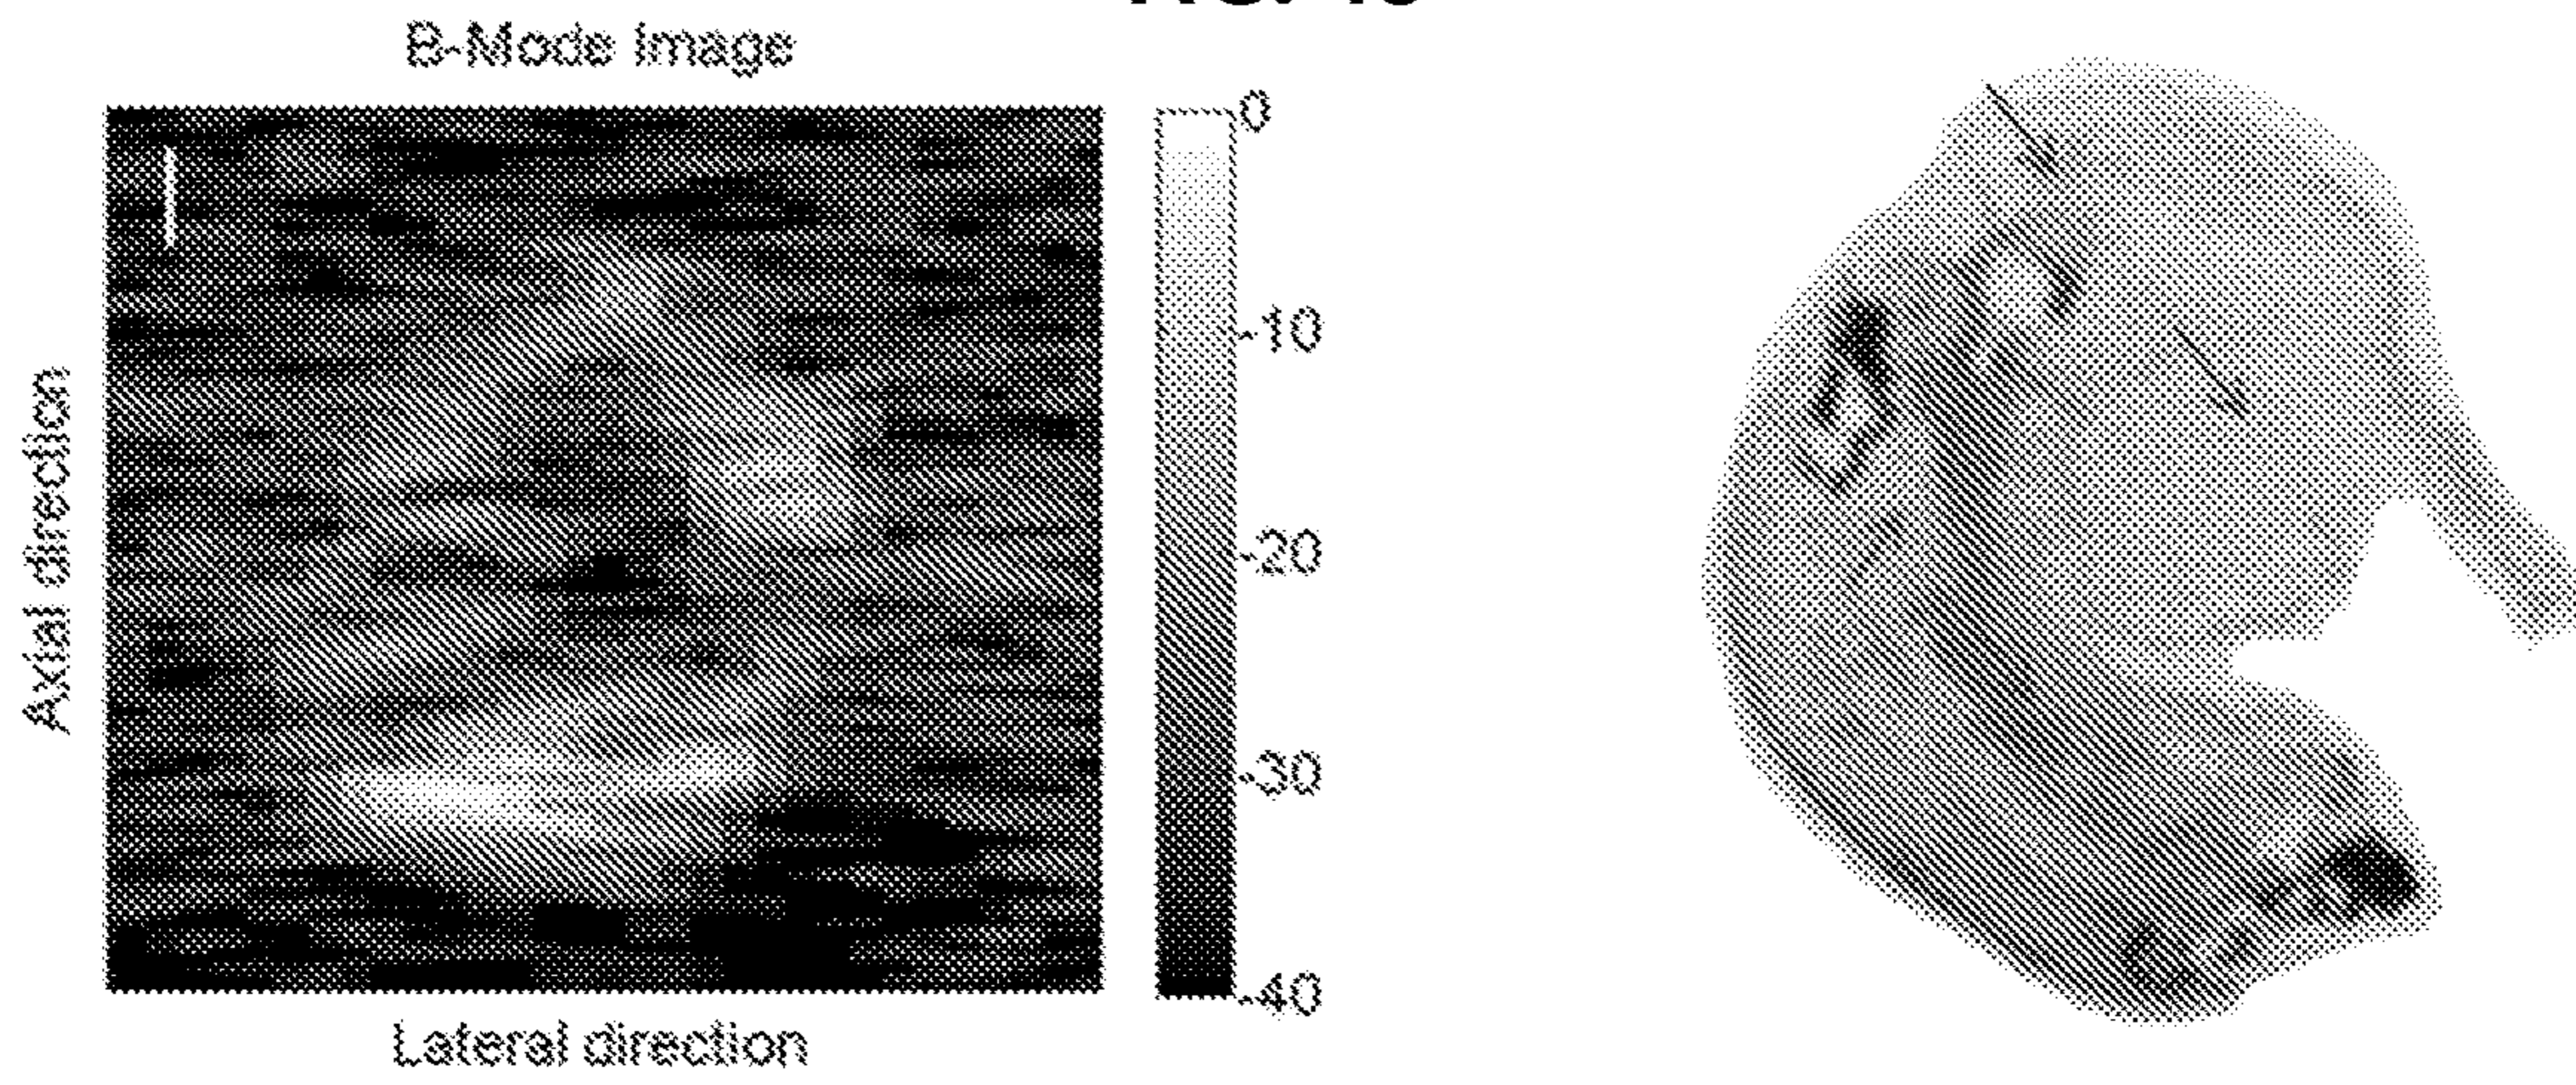 B-Mode Image
0
-10
-20
-30
-40
Axial direction
Lateral direction